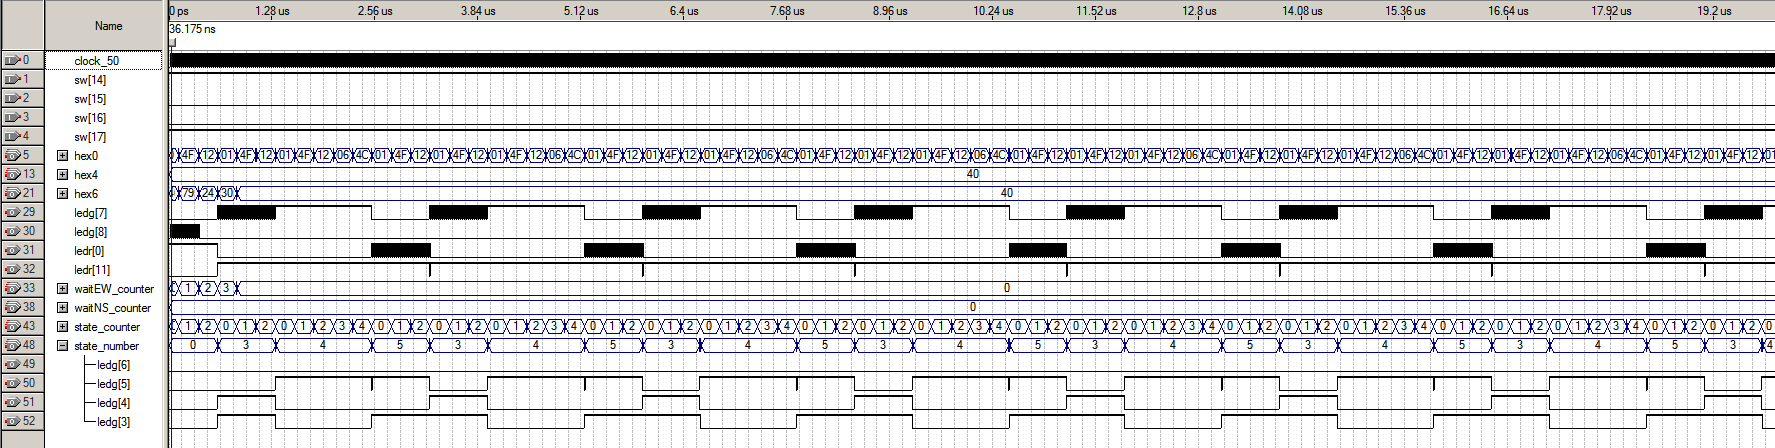 Name 0 ps 1.28 us 2.56 us 3.84 us 5.12 us 6.4 us 7.68 us 8.96 us 10.24 us 11.52 us 12.8 us 14.08 us 15.36 us 16.64 us 17.92 us 19.2 us
36.175 ns
0 clock_50
1 sw[14]
2 sw[15]
3 sw[16]
4 sw[17]
5 hex0 4F 12 01 4F 12 01 4F 12 06 4C 01 4F 12 01 4F 12 01 4F 12 06 4C 01 4F 12 01 4F 12 01 4F 12 06 4C 01 4F 12 01 4F 12 01 4F 12 06 4C 01 4F 12 01 4F 12 01 4F 12 06 4C 01 4F 12 01 4F 12 01 4F 12 06 4C 01 4F 12 01 4F 12 01 4F 12 06 4C 01 4F 12 01 4F 12 01
13 hex4 40
21 hex6 79 24 30 40
29 ledg[7]
30 ledg[8]
31 ledr[0]
32 ledr[11]
33 waitEW_counter 1 2 3 0
38 waitNS_counter 0
43 state_counter 1 2 0 1 2 0 1 2 3 4 0 1 2 0 1 2 0 1 2 3 4 0 1 2 0 1 2 0 1 2 3 4 0 1 2 0 1 2 0 1 2 3 4 0 1 2 0 1 2 0 1 2 3 4 0 1 2 0 1 2 0 1 2 3 4 0 1 2 0 1 2 0 1 2 3 4 0 1 2 0 1 2 0
48 state_number 0 3 4 5 3 4 5 3 4 5 3 4 5 3 4 5 3 4 5 3 4 5 3 4
49 ledg[6]
50 ledg[5]
51 ledg[4]
52 ledg[3]